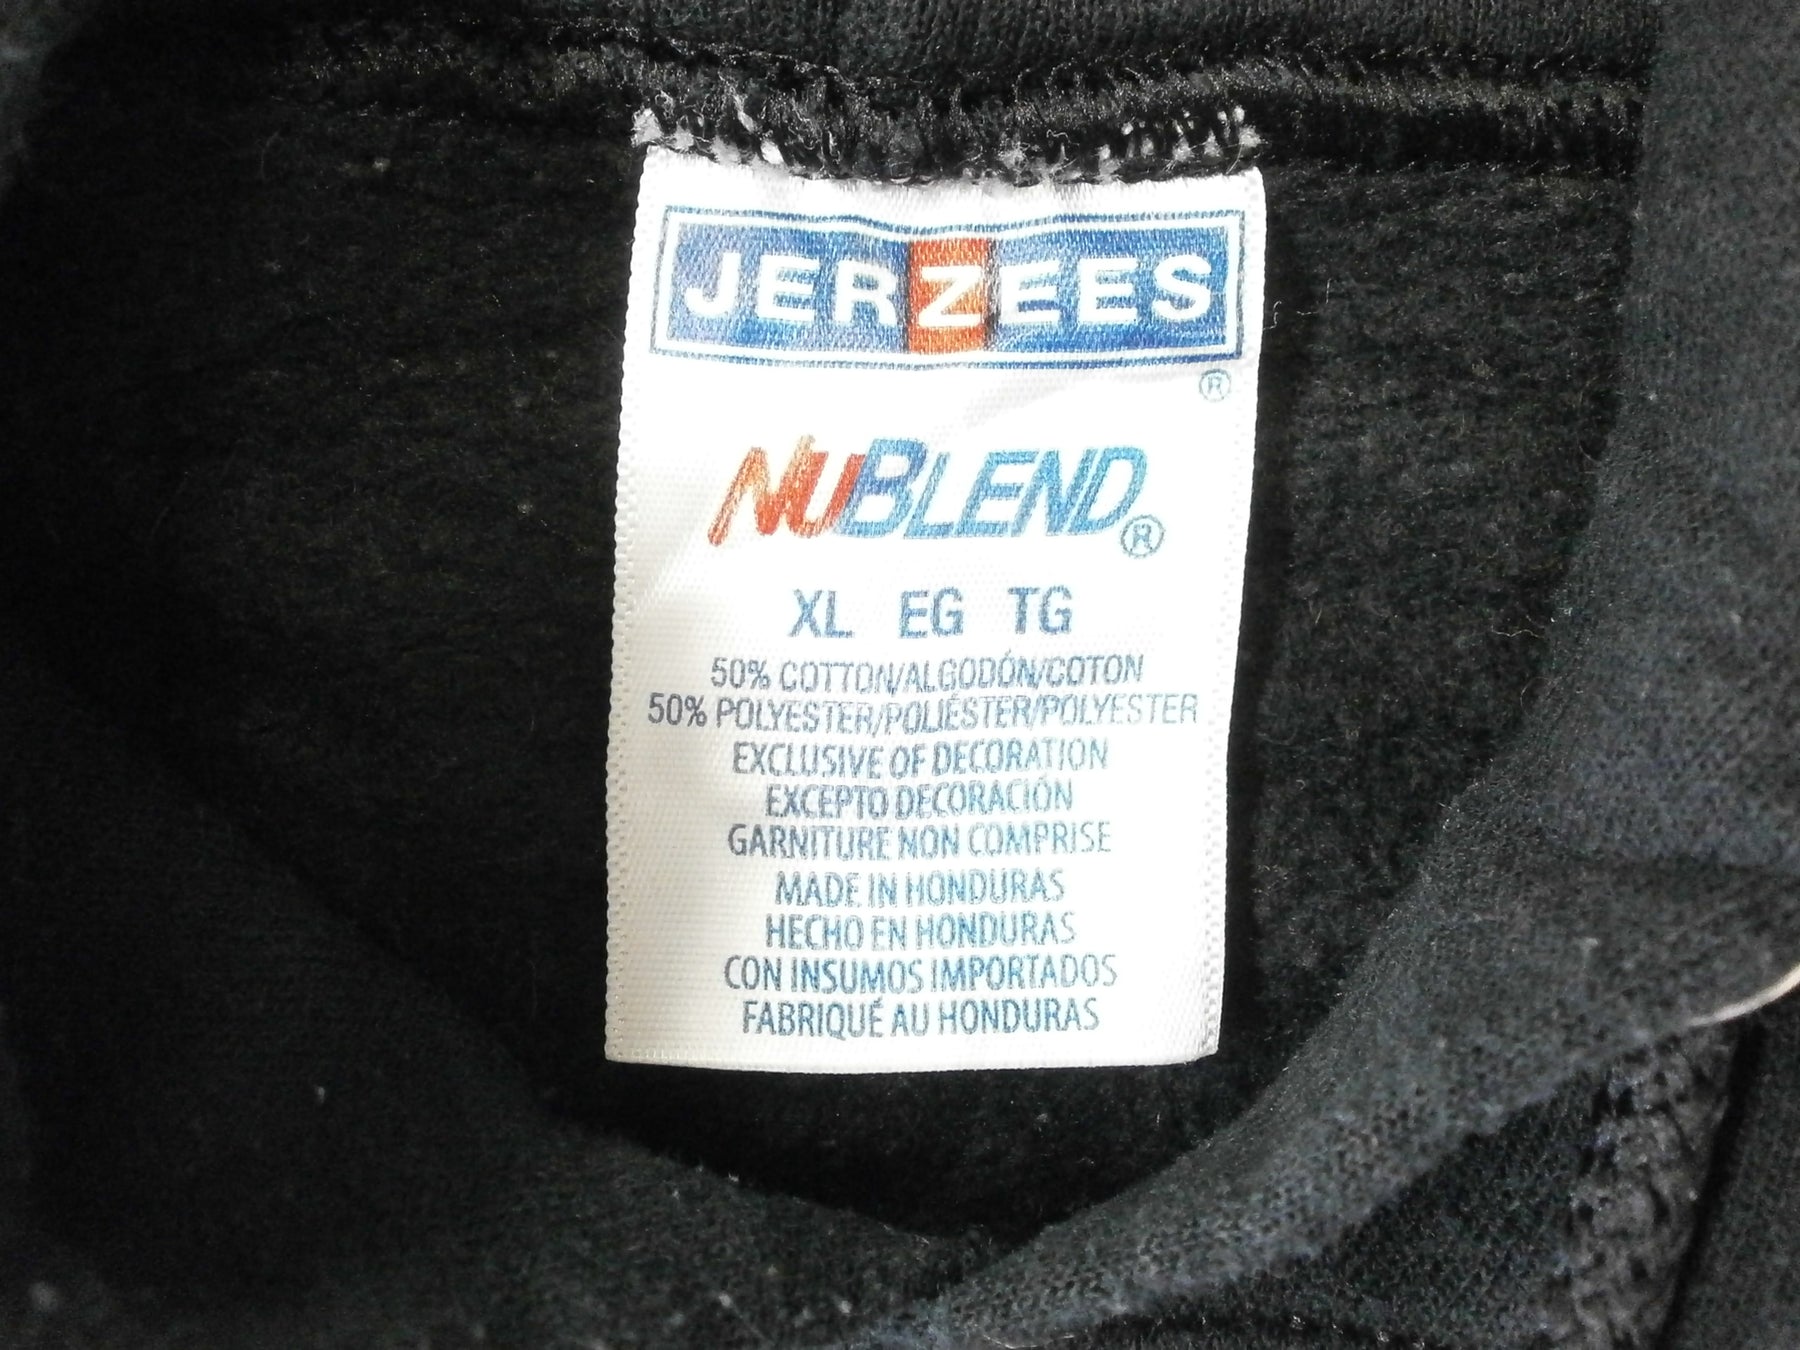 JERZEES
®
NUBLEND®
XL EG TG
50% COTTON/ALGODÓN/COTON
50% POLYESTER/POLIÉSTER/POLYESTER
EXCLUSIVE OF DECORATION
EXCEPTO DECORACIÓN
GARNITURE NON COMPRISE
MADE IN HONDURAS
HECHO EN HONDURAS
CON INSUMOS IMPORTADOS
FABRIQUÉ AU HONDURAS